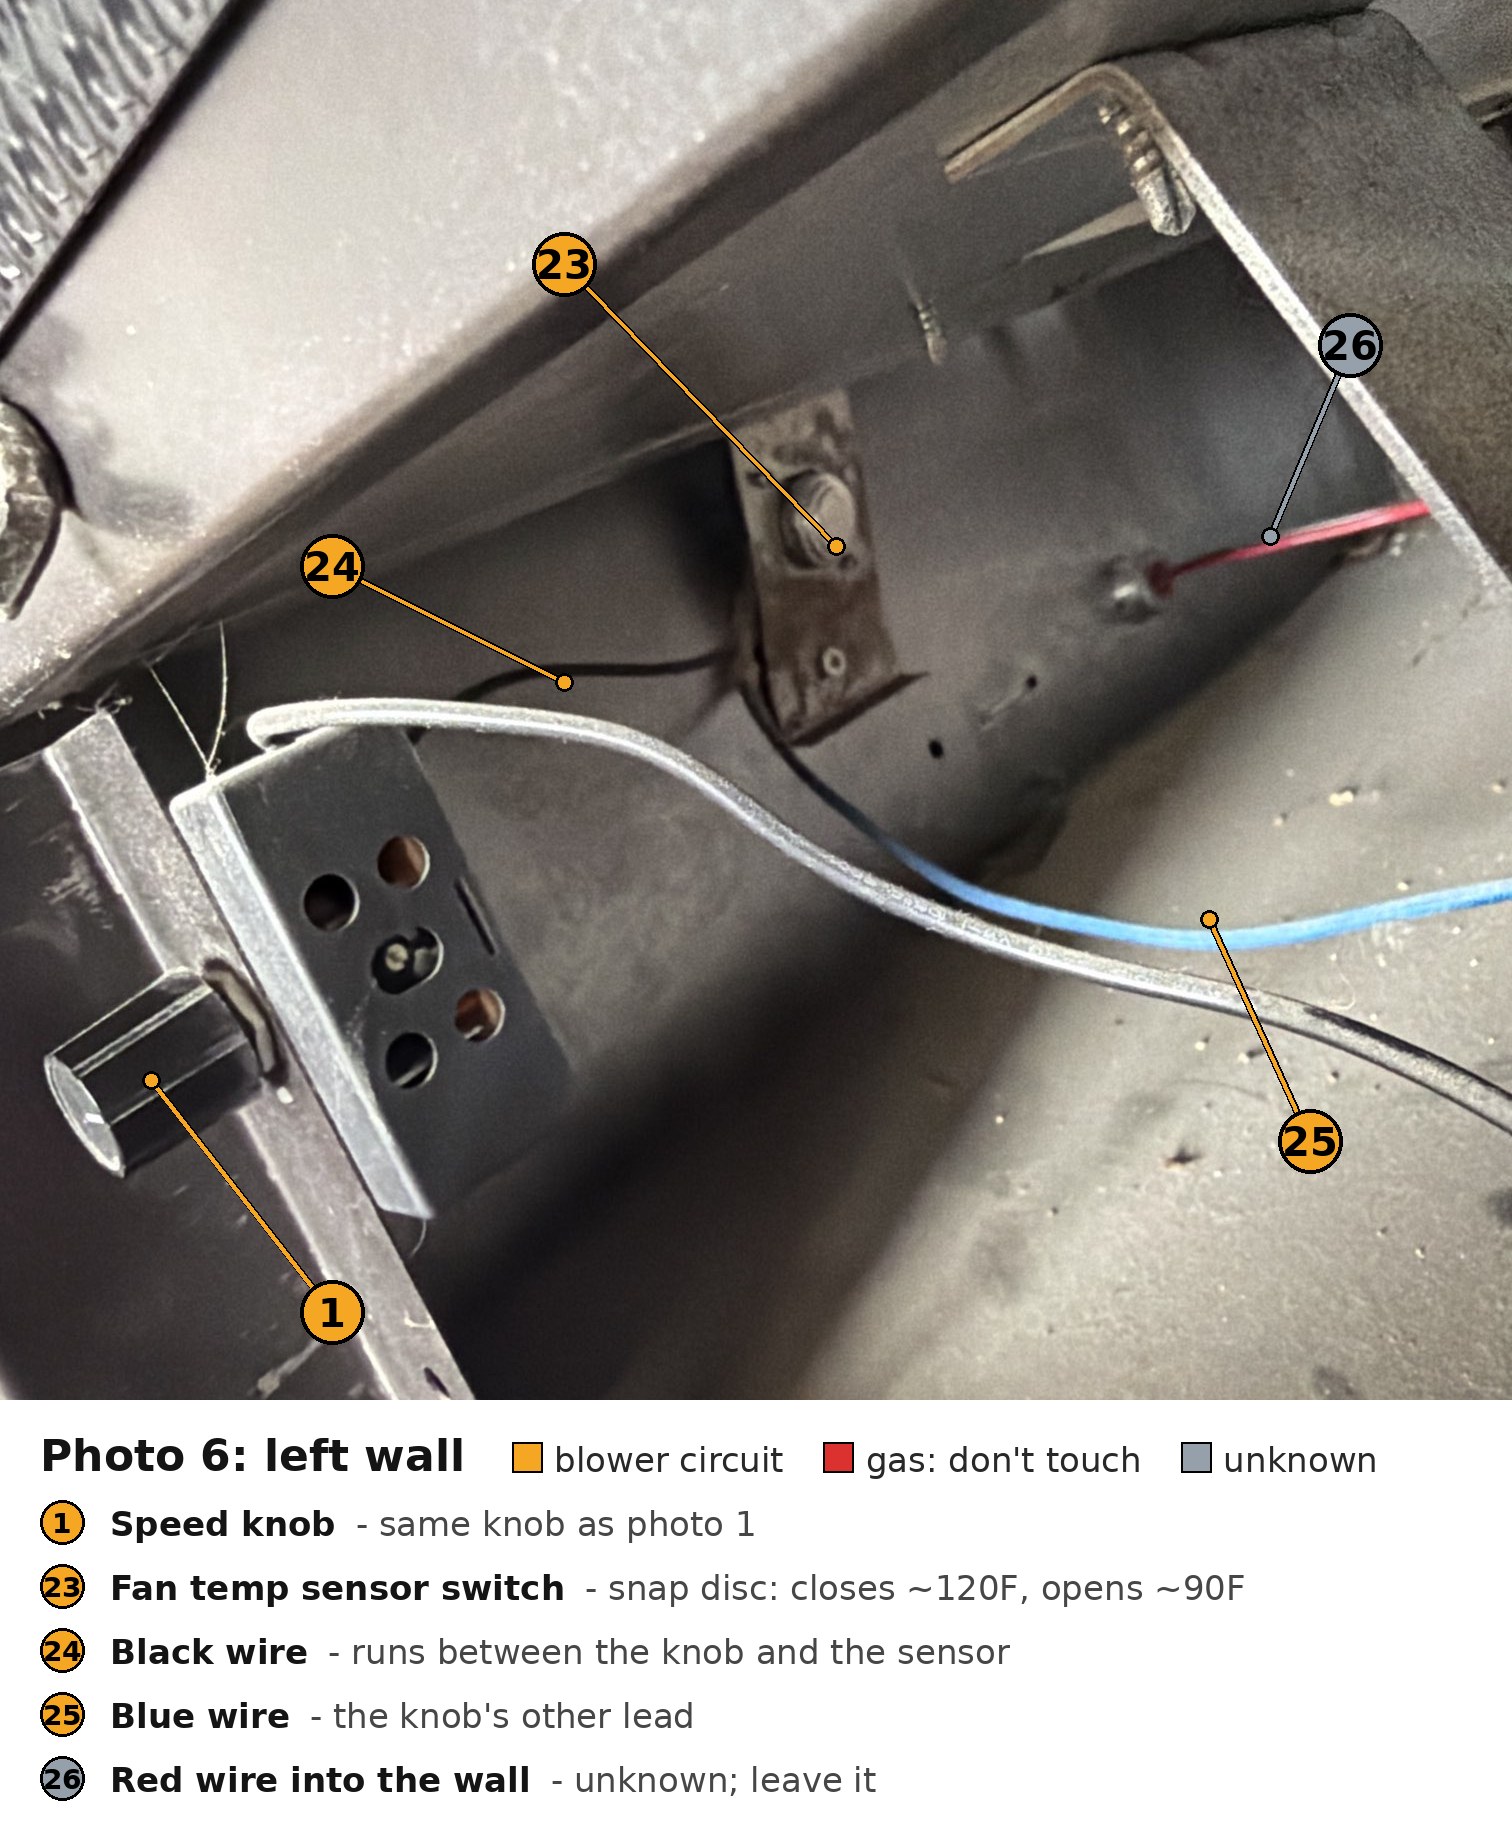 23
26
24
25
1
Photo 6: left wall blower circuit gas: don't touch unknown
1 Speed knob - same knob as photo 1
23 Fan temp sensor switch - snap disc: closes ~120F, opens ~90F
24 Black wire - runs between the knob and the sensor
25 Blue wire - the knob's other lead
26 Red wire into the wall - unknown; leave it